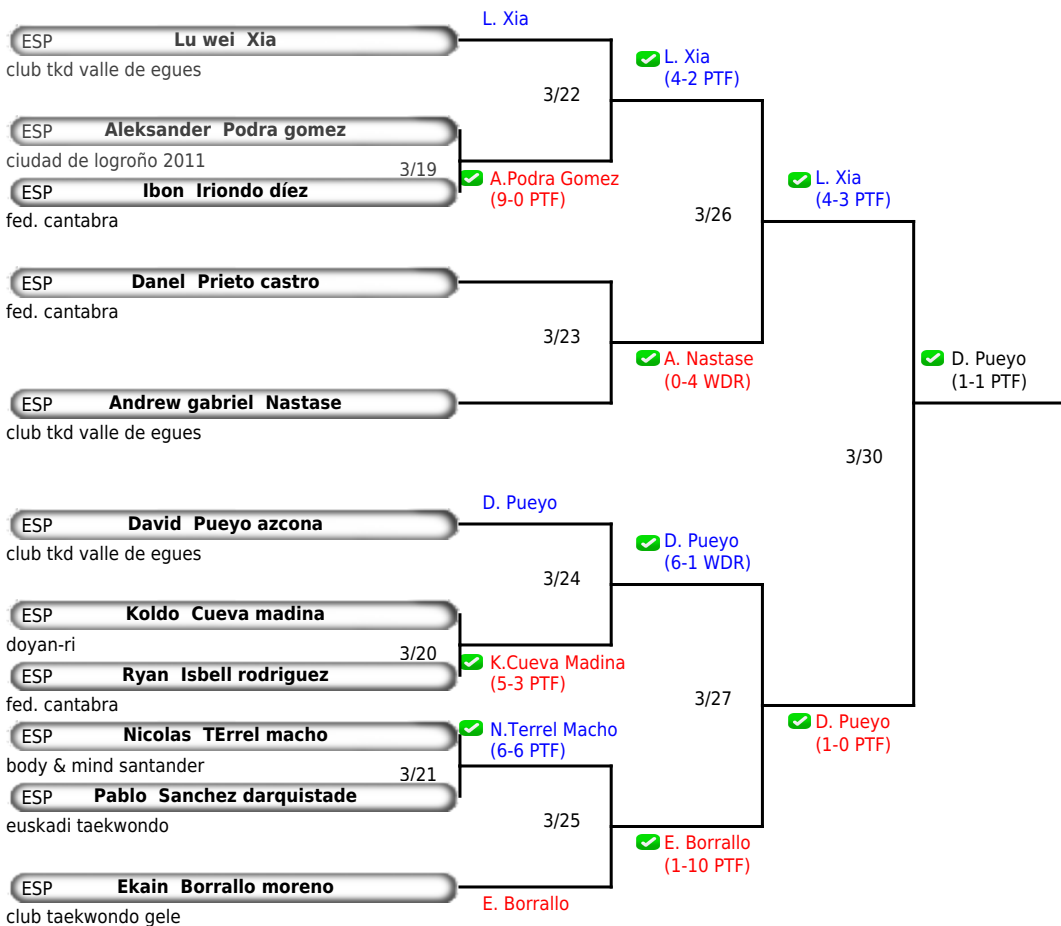 L. Xia
ESP Lu wei Xia
club tkd valle de egues
L. Xia
(4-2 PTF)
3/22
ESP Aleksander Podra gomez
ciudad de logroño 2011
3/19
A.Podra Gomez
(9-0 PTF)
ESP Ibon Iriondo díez
fed. cantabra
L. Xia
(4-3 PTF)
3/26
ESP Danel Prieto castro
fed. cantabra
3/23
A. Nastase
(0-4 WDR)
D. Pueyo
(1-1 PTF)
ESP Andrew gabriel Nastase
club tkd valle de egues
3/30
D. Pueyo
ESP David Pueyo azcona
club tkd valle de egues
D. Pueyo
(6-1 WDR)
3/24
ESP Koldo Cueva madina
doyan-ri
3/20
K.Cueva Madina
(5-3 PTF)
ESP Ryan Isbell rodriguez
fed. cantabra
3/27
N.Terrel Macho
(6-6 PTF)
ESP Nicolas TErrel macho
body & mind santander
3/21
D. Pueyo
(1-0 PTF)
ESP Pablo Sanchez darquistade
euskadi taekwondo
3/25
E. Borrallo
(1-10 PTF)
ESP Ekain Borrallo moreno
club taekwondo gele
E. Borrallo